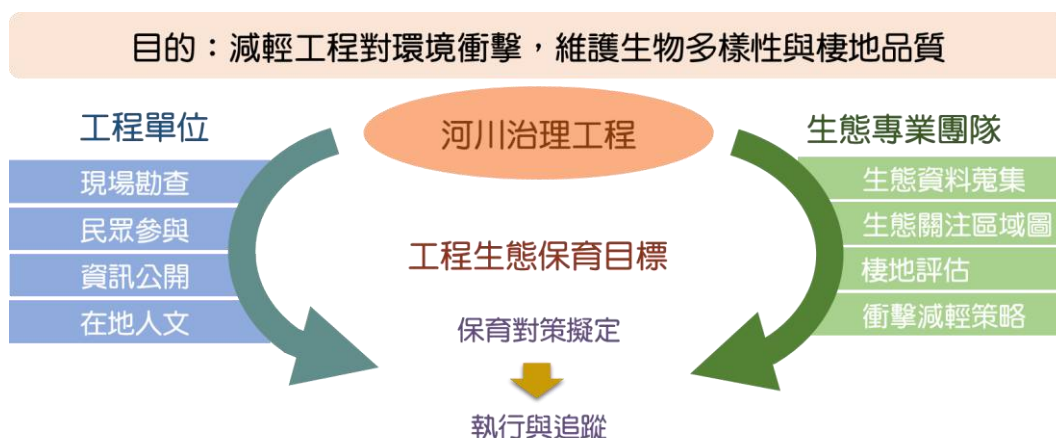 目的：減輕工程對環境衝擊，維護生物多樣性與棲地品質
工程單位
現場勘查
民眾參與
資訊公開
在地人文
河川治理工程
工程生態保育目標
保育對策擬定
執行與追蹤
生態專業團隊
生態資料蒐集
生態關注區域圖
棲地評估
衝擊減輕策略